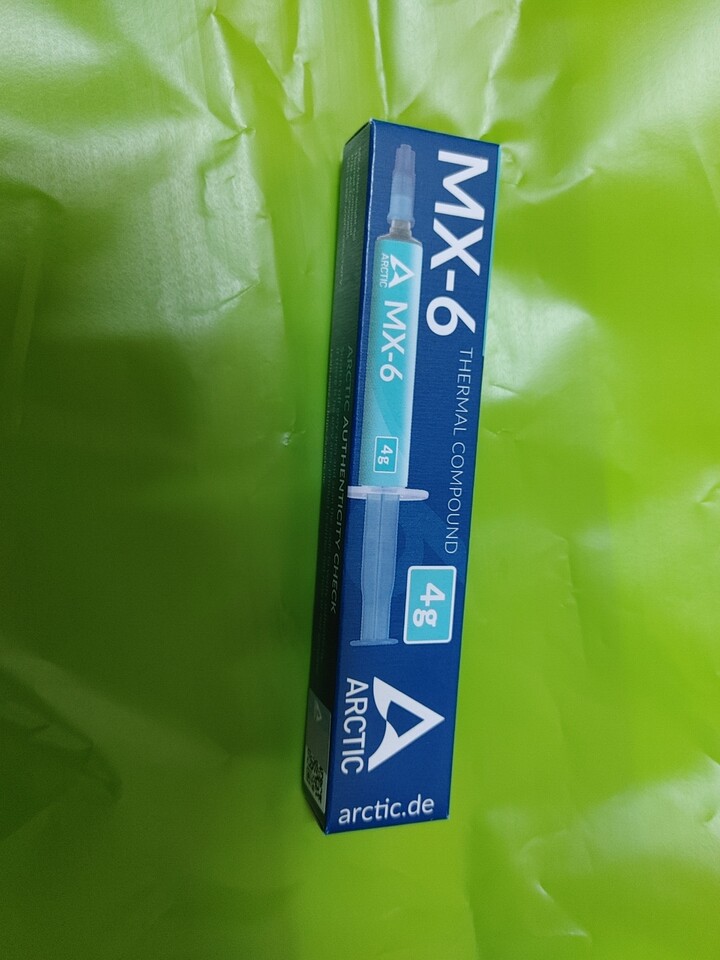 MX-6
THERMAL COMPOUND
4g
ARCTIC
MX-6
4g
ARCTIC
arctic.de
ARCTIC AUTHENTICITY CHECK